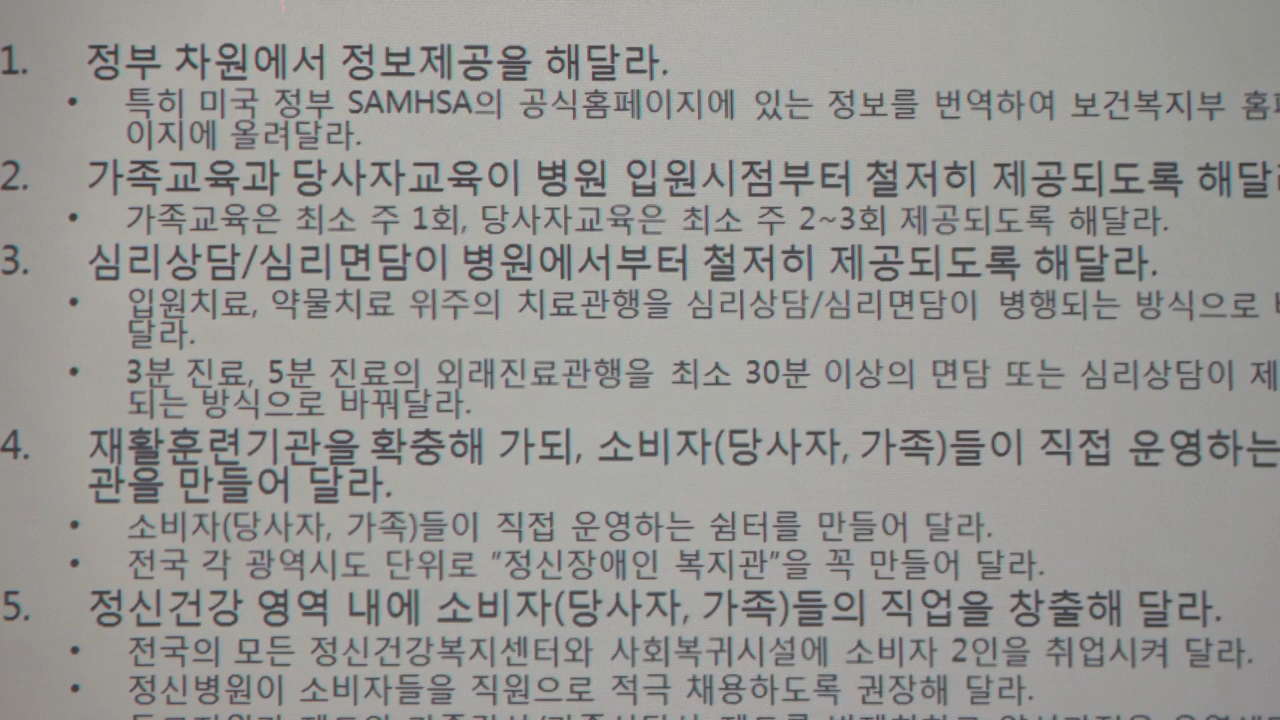 1. 정부 차원에서 정보제공을 해달라.
• 특히 미국 정부 SAMHSA의 공식홈페이지에 있는 정보를 번역하여 보건복지부 홈
이지에 올려달라.
2. 가족교육과 당사자교육이 병원 입원시점부터 철저히 제공되도록 해달
• 가족교육은 최소 주 1회, 당사자교육은 최소 주 2~3회 제공되도록 해달라.
3. 심리상담/심리면담이 병원에서부터 철저히 제공되도록 해달라.
• 입원치료, 약물치료 위주의 치료관행을 심리상담/심리면담이 병행되는 방식으로
달라.
• 3분 진료, 5분 진료의 외래진료관행을 최소 30분 이상의 면담 또는 심리상담이 제
되는 방식으로 바꿔달라.
4. 재활훈련기관을 확충해 가되, 소비자(당사자, 가족)들이 직접 운영하는
관을 만들어 달라.
• 소비자(당사자, 가족)들이 직접 운영하는 쉼터를 만들어 달라.
• 전국 각 광역시도 단위로 "정신장애인 복지관"을 꼭 만들어 달라.
5. 정신건강 영역 내에 소비자(당사자, 가족)들의 직업을 창출해 달라.
• 전국의 모든 정신건강복지센터와 사회복귀시설에 소비자 2인을 취업시켜 달라.
• 정신병원이 소비자들을 직원으로 적극 채용하도록 권장해 달라.